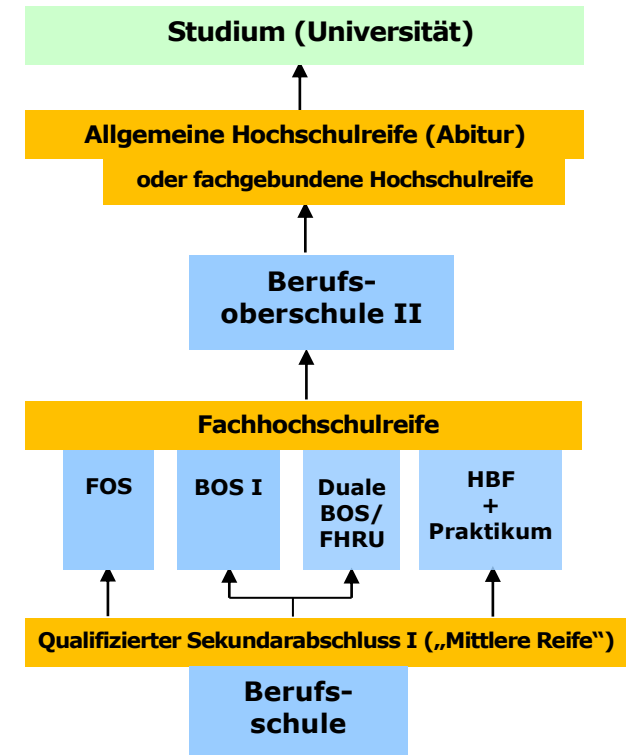 Studium (Universität)
Allgemeine Hochschulreife (Abitur)
oder fachgebundene Hochschulreife
Berufs-
oberschule II
Fachhochschulreife
FOS
BOS I
Duale
BOS/
FHRU
HBF
+
Praktikum
Qualifizierter Sekundarabschluss I („Mittlere Reife“)
Berufs-
schule